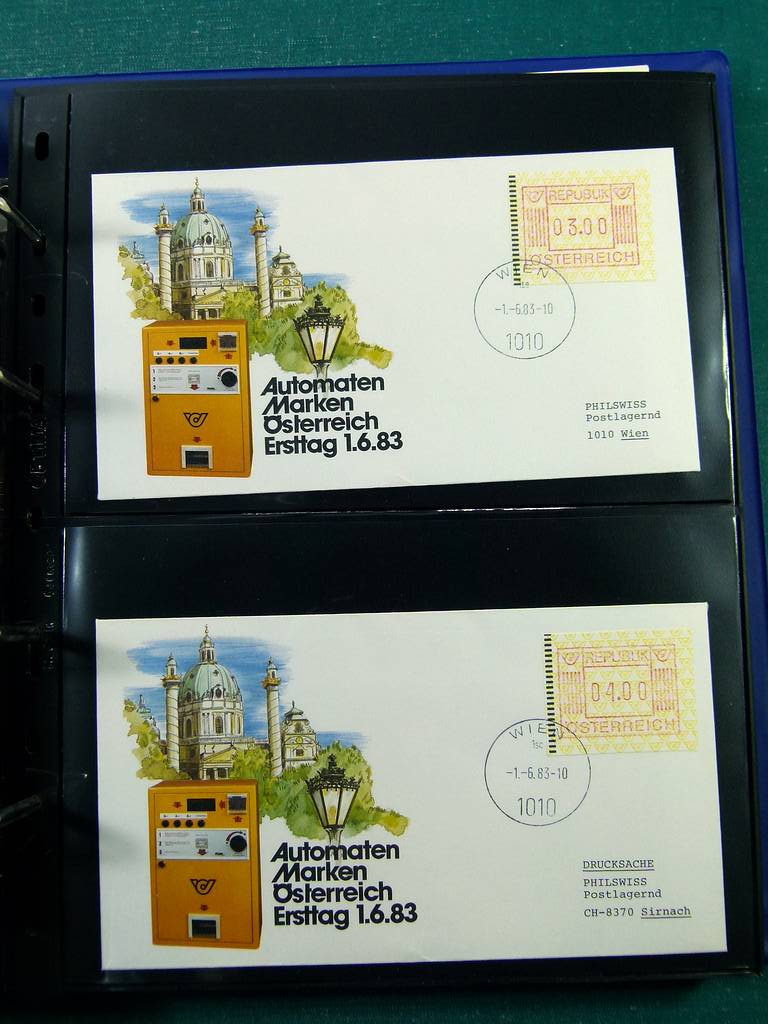 REPUBLIK
03.00
ÖSTERREICH
WIEN
-1.-6.83-10
1010
Automaten
Marken
Österreich
Ersttag 1.6.83
PHILSWISS
Postlagernd
1010 Wien
REPUBLIK
04.00
ÖSTERREICH
WIEN
-1.-6.83-10
1010
Automaten
Marken
Österreich
Ersttag 1.6.83
DRUCKSACHE
PHILSWISS
Postlagernd
CH-8370 Sirnach